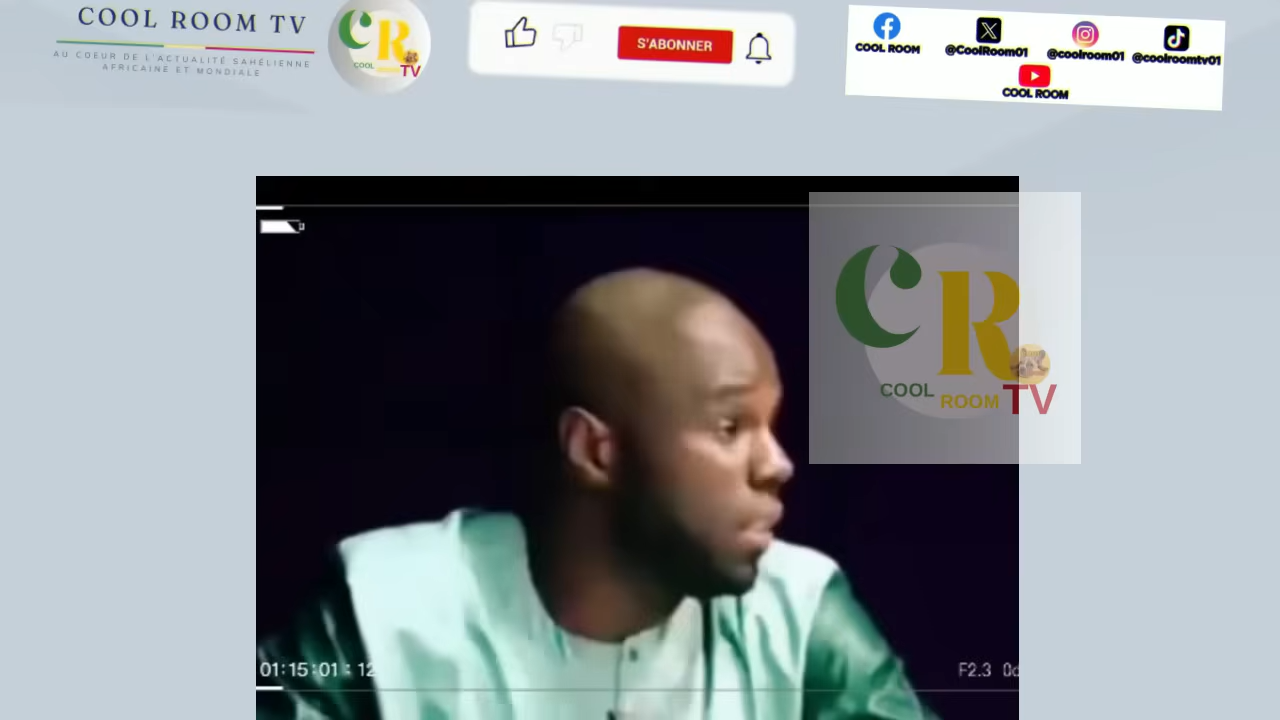 COOL ROOM TV
AU COEUR DE L'ACTUALITÉ SAHÉLIENNE
AFRICAINE ET MONDIALE
CR
COOL
TV
S'ABONNER
COOL ROOM
@CoolRoom01
@coolroom01
@coolroomtv01
COOL ROOM
CR
COOL ROOM TV
01:15:01:12
F2.3